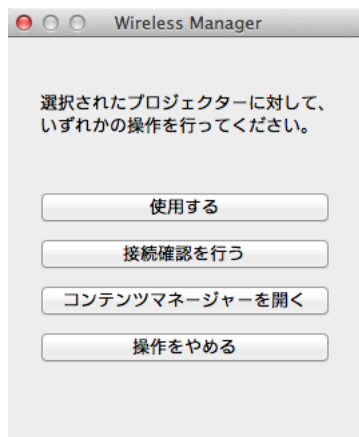 Wireless Manager
選択されたプロジェクターに対して、
いずれかの操作を行ってください。
使用する
接続確認を行う
コンテンツマネージャーを開く
操作をやめる